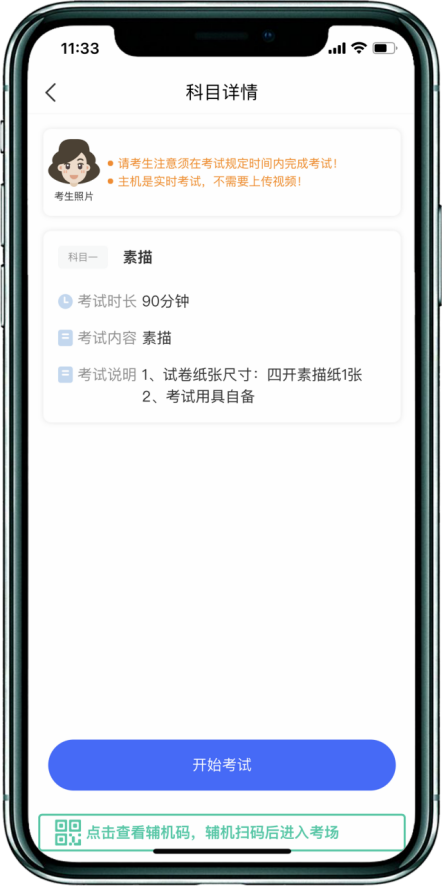 11:33
科目详情
请考生注意须在考试规定时间内完成考试！
主机是实时考试，不需要上传视频！
考生照片
科目一 素描
考试时长 90分钟
考试内容 素描
考试说明 1、试卷纸张尺寸：四开素描纸1张
2、考试用具自备
开始考试
点击查看辅机码，辅机扫码后进入考场